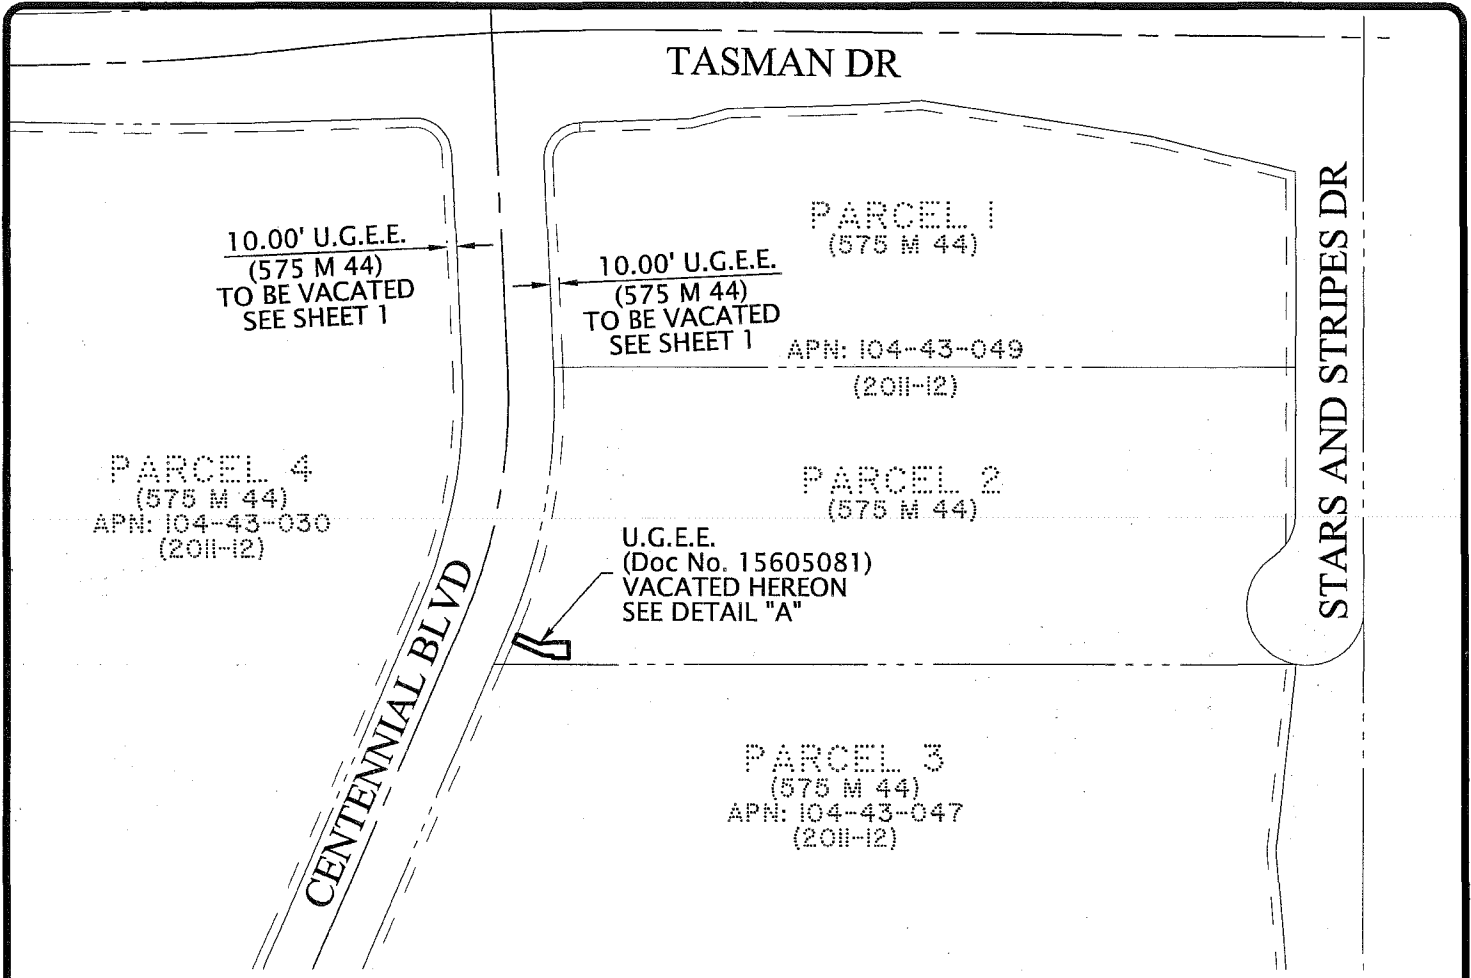 TASMAN DR
PARCEL 1
(575 M 44)
10.00' U.G.E.E.
(575 M 44)
TO BE VACATED
SEE SHEET 1
10.00' U.G.E.E.
(575 M 44)
TO BE VACATED
SEE SHEET 1
APN: 104-43-049
(2011-12)
STARS AND STRIPES DR
PARCEL 4
(575 M 44)
APN: 104-43-030
(2011-12)
PARCEL 2
(575 M 44)
U.G.E.E.
(Doc No. 15605081)
VACATED HEREON
SEE DETAIL "A"
CENTENNIAL BLVD
PARCEL 3
(575 M 44)
APN: 104-43-047
(2011-12)